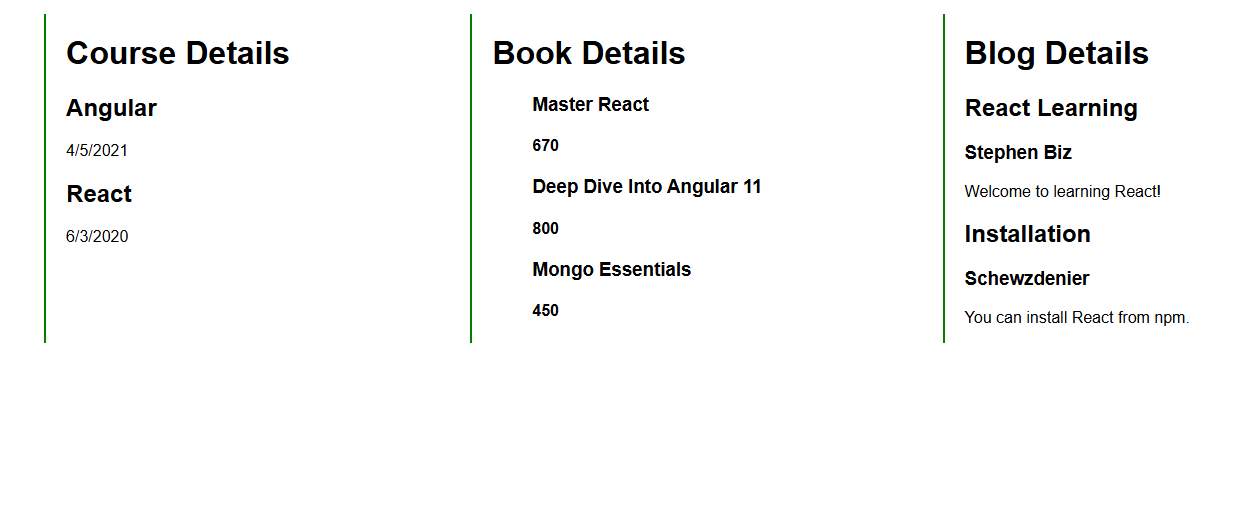 Course Details
Angular
4/5/2021
React
6/3/2020
Book Details
Master React
670
Deep Dive Into Angular 11
800
Mongo Essentials
450
Blog Details
React Learning
Stephen Biz
Welcome to learning React!
Installation
Schewzdenier
You can install React from npm.